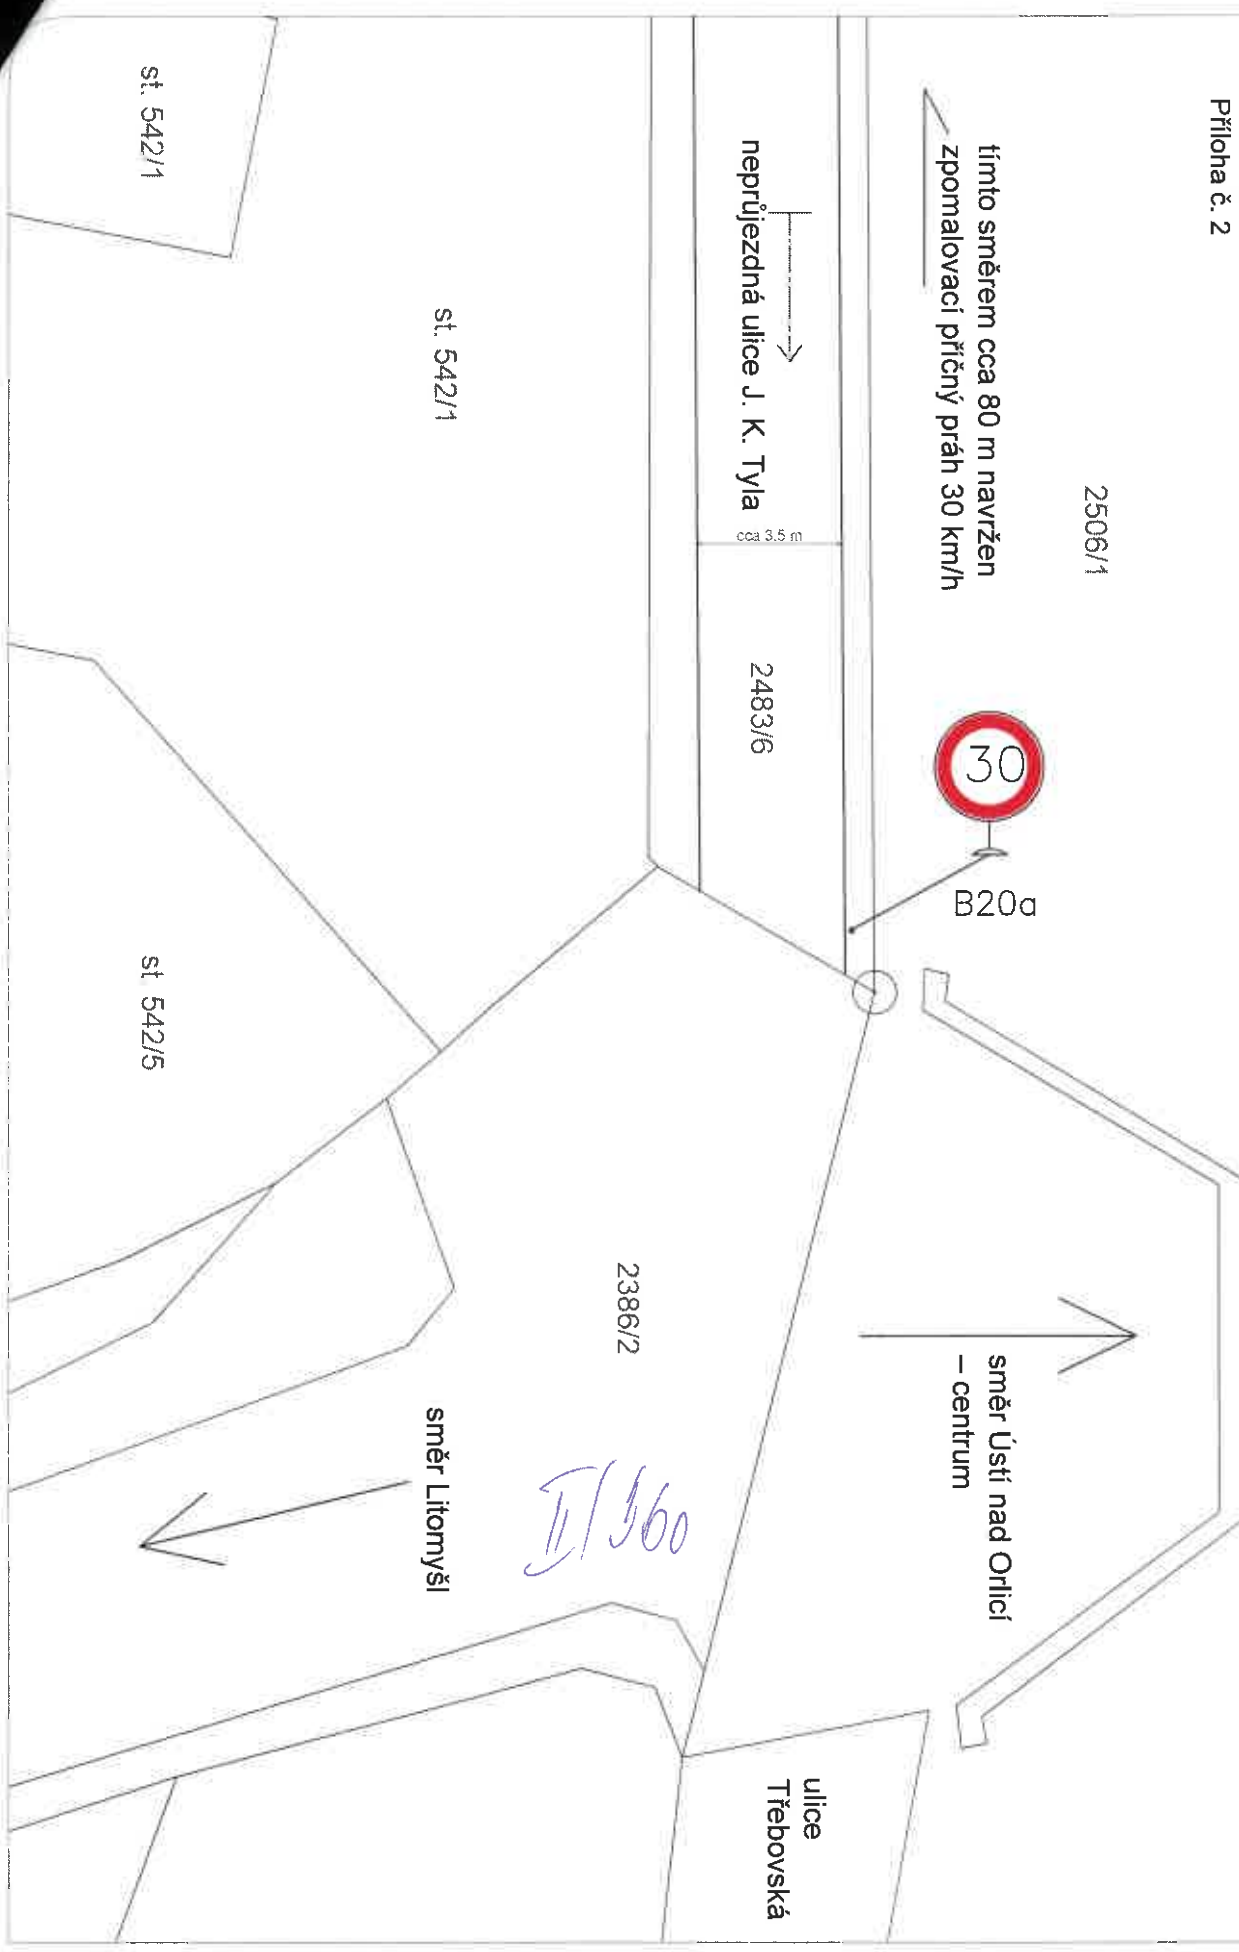 Příloha č. 2
2506/1
tímto směrem cca 80 m navržen
zpomalovací příčný práh 30 km/h
30
B20a
směr Ústí nad Orlicí
– centrum
neprůjezdná ulice J. K. Tyla
cca 3.5 m
2483/6
ulice
Třebovská
2386/2
II/360
st. 542/1
směr Litomyšl
st. 542/1
st. 542/5